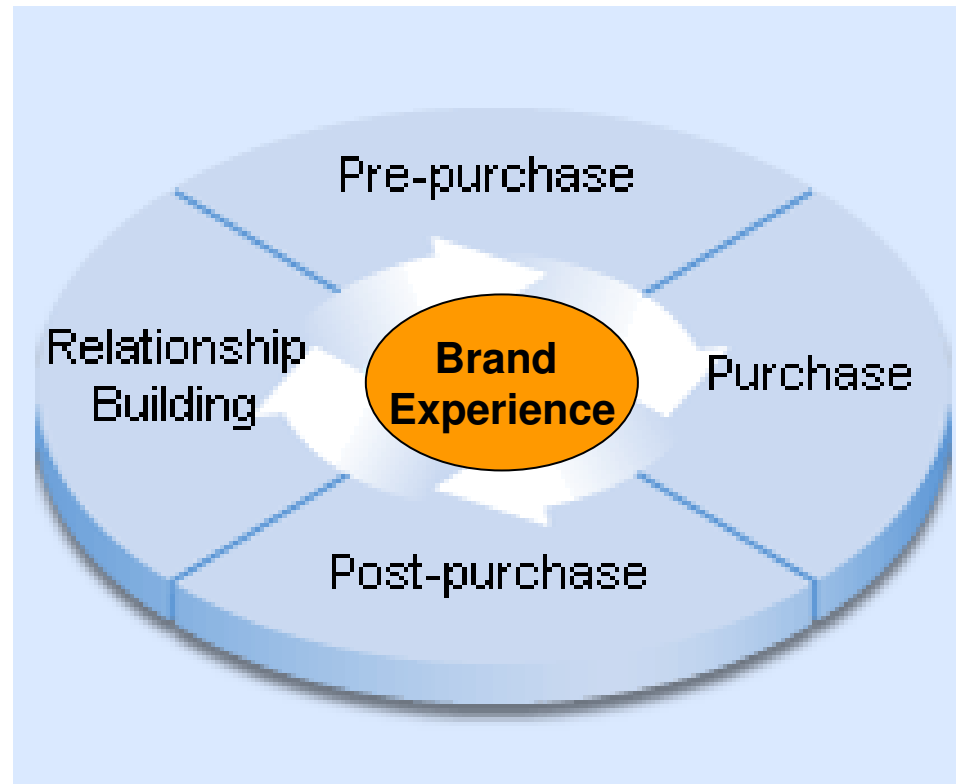 Pre-purchase
Relationship
Building
Brand
Experience
Purchase
Post-purchase